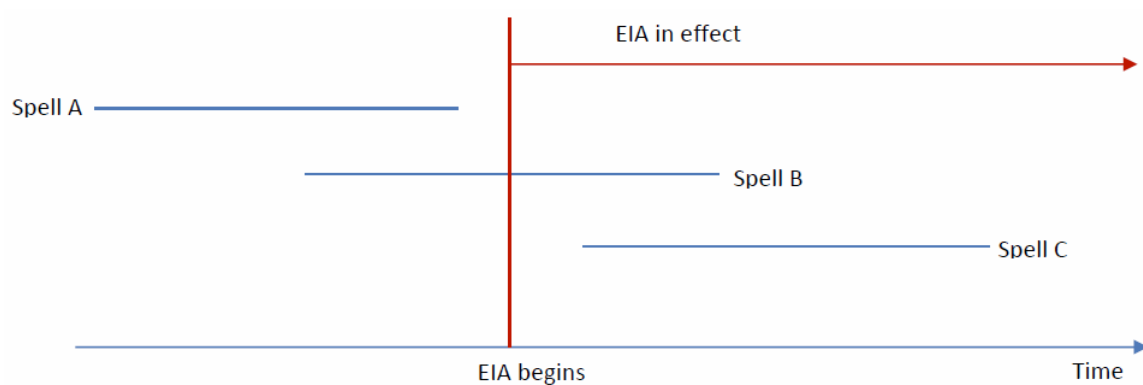 EIA in effect
Spell A
Spell B
Spell C
EIA begins
Time